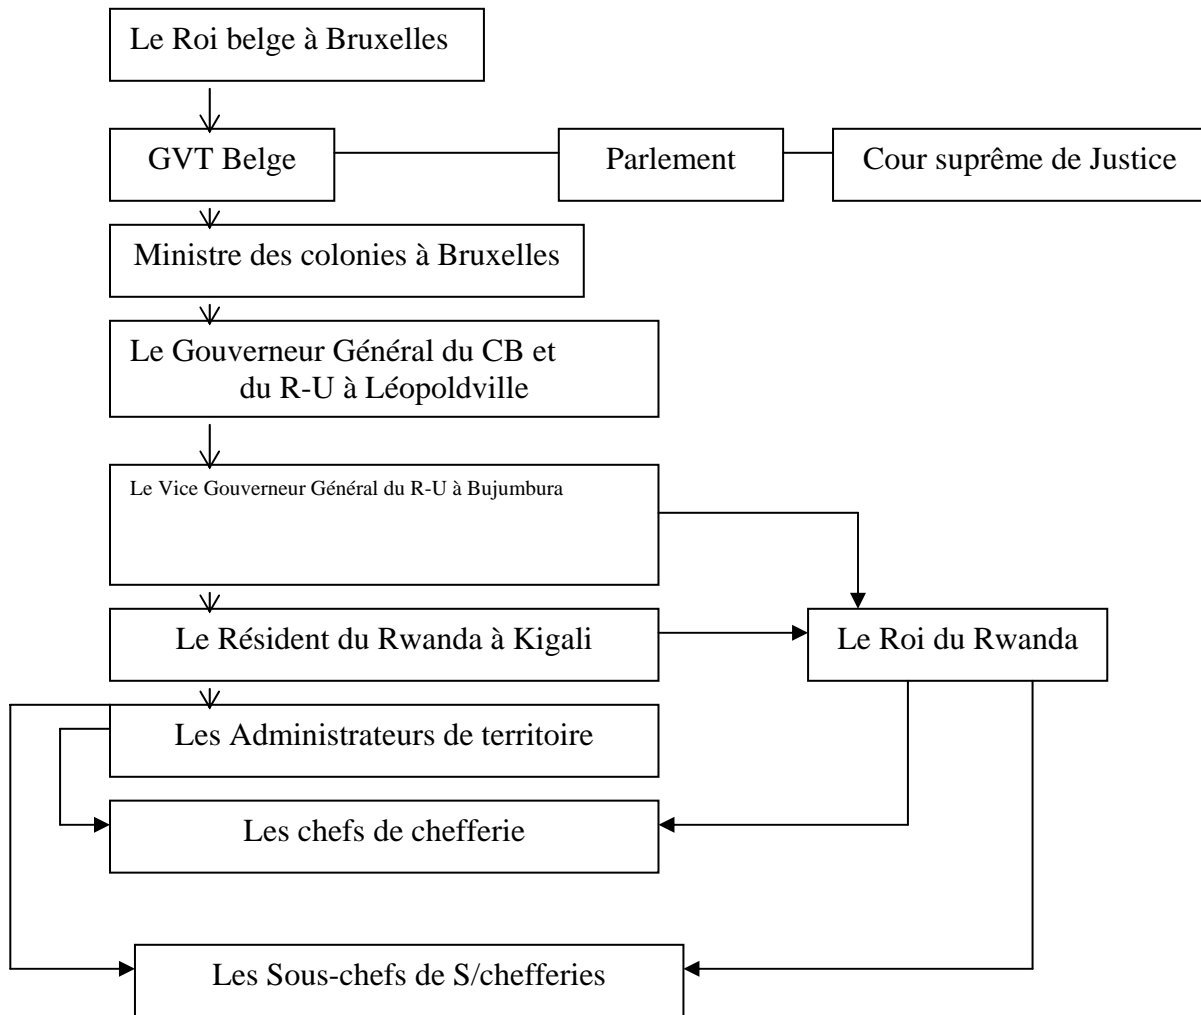 Le Roi belge à Bruxelles
GVT Belge
Parlement
Cour suprême de Justice
Ministre des colonies à Bruxelles
Le Gouverneur Général du CB et
du R-U à Léopoldville
Le Vice Gouverneur Général du R-U à Bujumbura
Le Résident du Rwanda à Kigali
Le Roi du Rwanda
Les Administrateurs de territoire
Les chefs de chefferie
Les Sous-chefs de S/chefferies